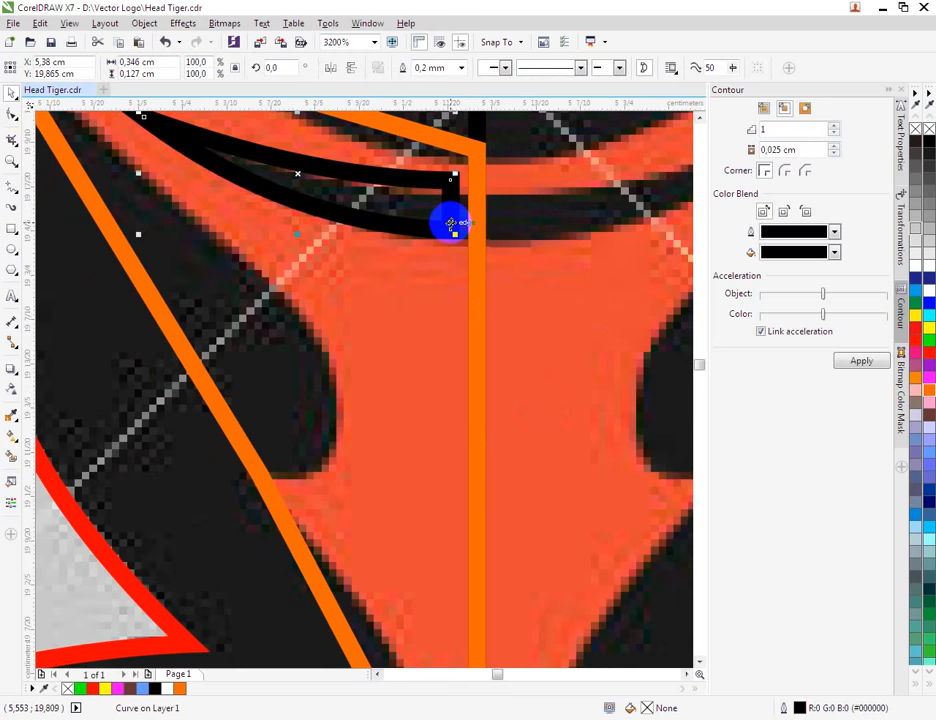 CorelDRAW X7 - D:\Vector Logo\Head Tiger.cdr
File Edit View Layout Object Effects Bitmaps Text Table Tools Window Help
3200% Snap To
X: 5,38 cm 0,346 cm 100,0 % 0,0 ° 0,2 mm 50
Y: 19,865 cm 0,127 cm 100,0 %
Head Tiger.cdr
Contour
centimeters
1
0,025 cm
Corner:
Color Blend
Acceleration
Object:
Color:
Link acceleration
Apply
Text Properties
Transformations
Contour
Bitmap Color Mask
1 of 1 Page 1
(5,553 ; 19,809) Curve on Layer 1 None R:0 G:0 B:0 (#000000)